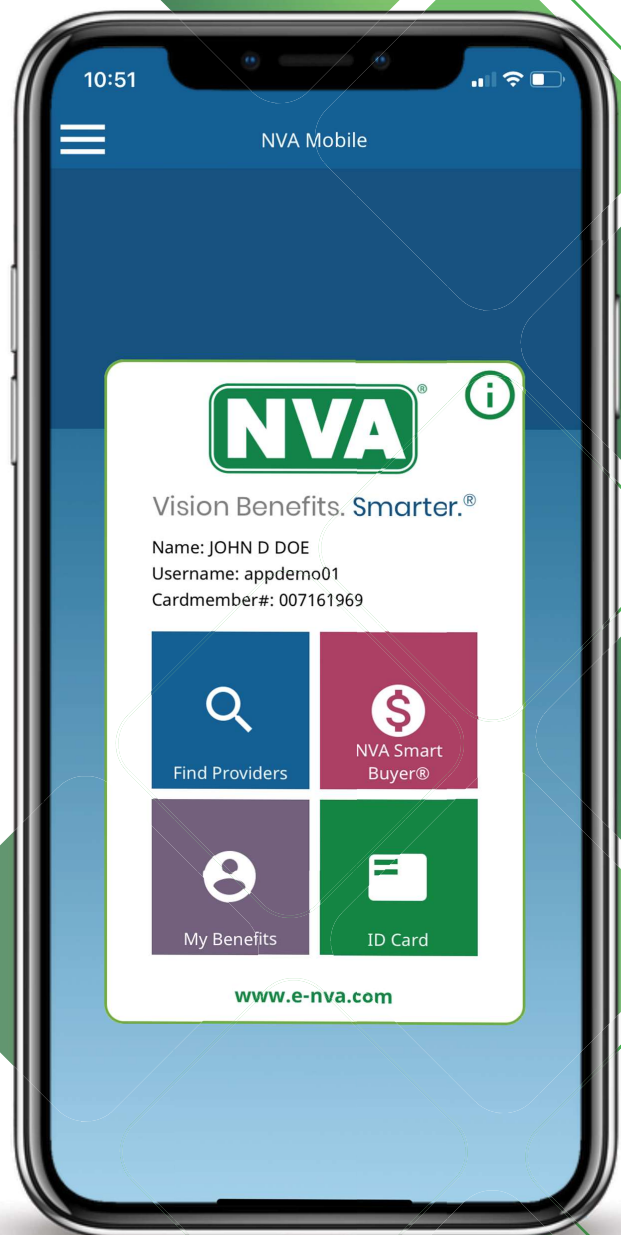 10:51
NVA Mobile
NVA®
Vision Benefits. Smarter.®
Name: JOHN D DOE
Username: appdemo01
Cardmember#: 007161969
Find Providers
NVA Smart
Buyer®
My Benefits
ID Card
www.e-nva.com